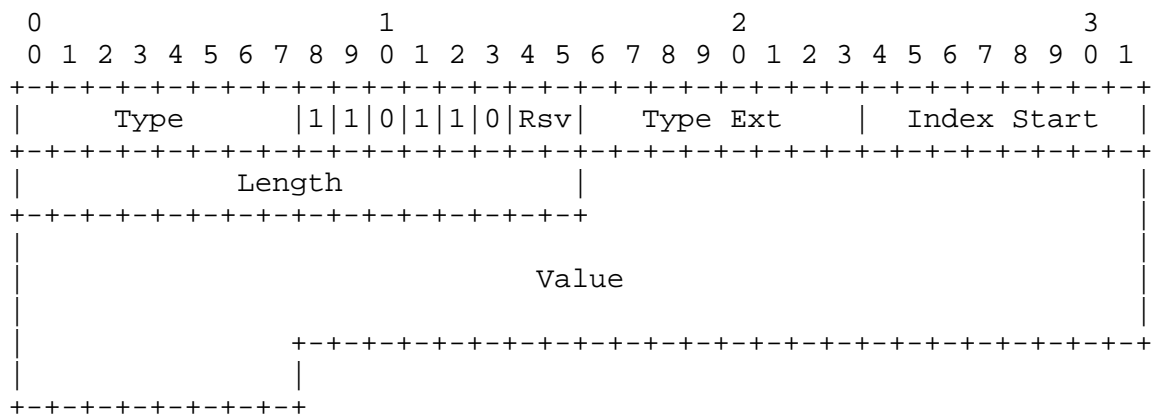 0                   1                   2                   3
 0 1 2 3 4 5 6 7 8 9 0 1 2 3 4 5 6 7 8 9 0 1 2 3 4 5 6 7 8 9 0 1
+-+-+-+-+-+-+-+-+-+-+-+-+-+-+-+-+-+-+-+-+-+-+-+-+-+-+-+-+-+-+-+-+
|     Type      |1|1|0|1|1|0|Rsv|   Type Ext    |  Index Start  |
+-+-+-+-+-+-+-+-+-+-+-+-+-+-+-+-+-+-+-+-+-+-+-+-+-+-+-+-+-+-+-+-+
|            Length             |                               |
+-+-+-+-+-+-+-+-+-+-+-+-+-+-+-+-+                               |
|                                                               |
|                             Value                             |
|                                                               |
|               +-+-+-+-+-+-+-+-+-+-+-+-+-+-+-+-+-+-+-+-+-+-+-+-+
|               |
+-+-+-+-+-+-+-+-+